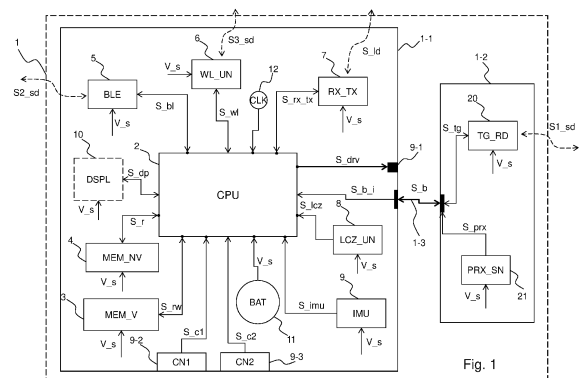 S3_sd
S_ld
1
5
6
7
1-1
1-2
S2_sd
V_s
WL_UN
12
CLK
RX_TX
20
S1_sd
BLE
S_bl
S_wl
S_rx_tx
V_s
S_tg
TG_RD
V_s
V_s
10
2
S_drv
9-1
DSPL
S_dp
CPU
S_b_i
S_b
V_s
S_r
S_lcz
8
1-3
S_prx
4
MEM_NV
LCZ_UN
V_s
V_s
V_s
PRX_SN
3
MEM_V
S_rw
BAT
S_imu
9
IMU
V_s
21
V_s
S_c1
S_c2
11
V_s
9-2
CN1
CN2
9-3
Fig. 1